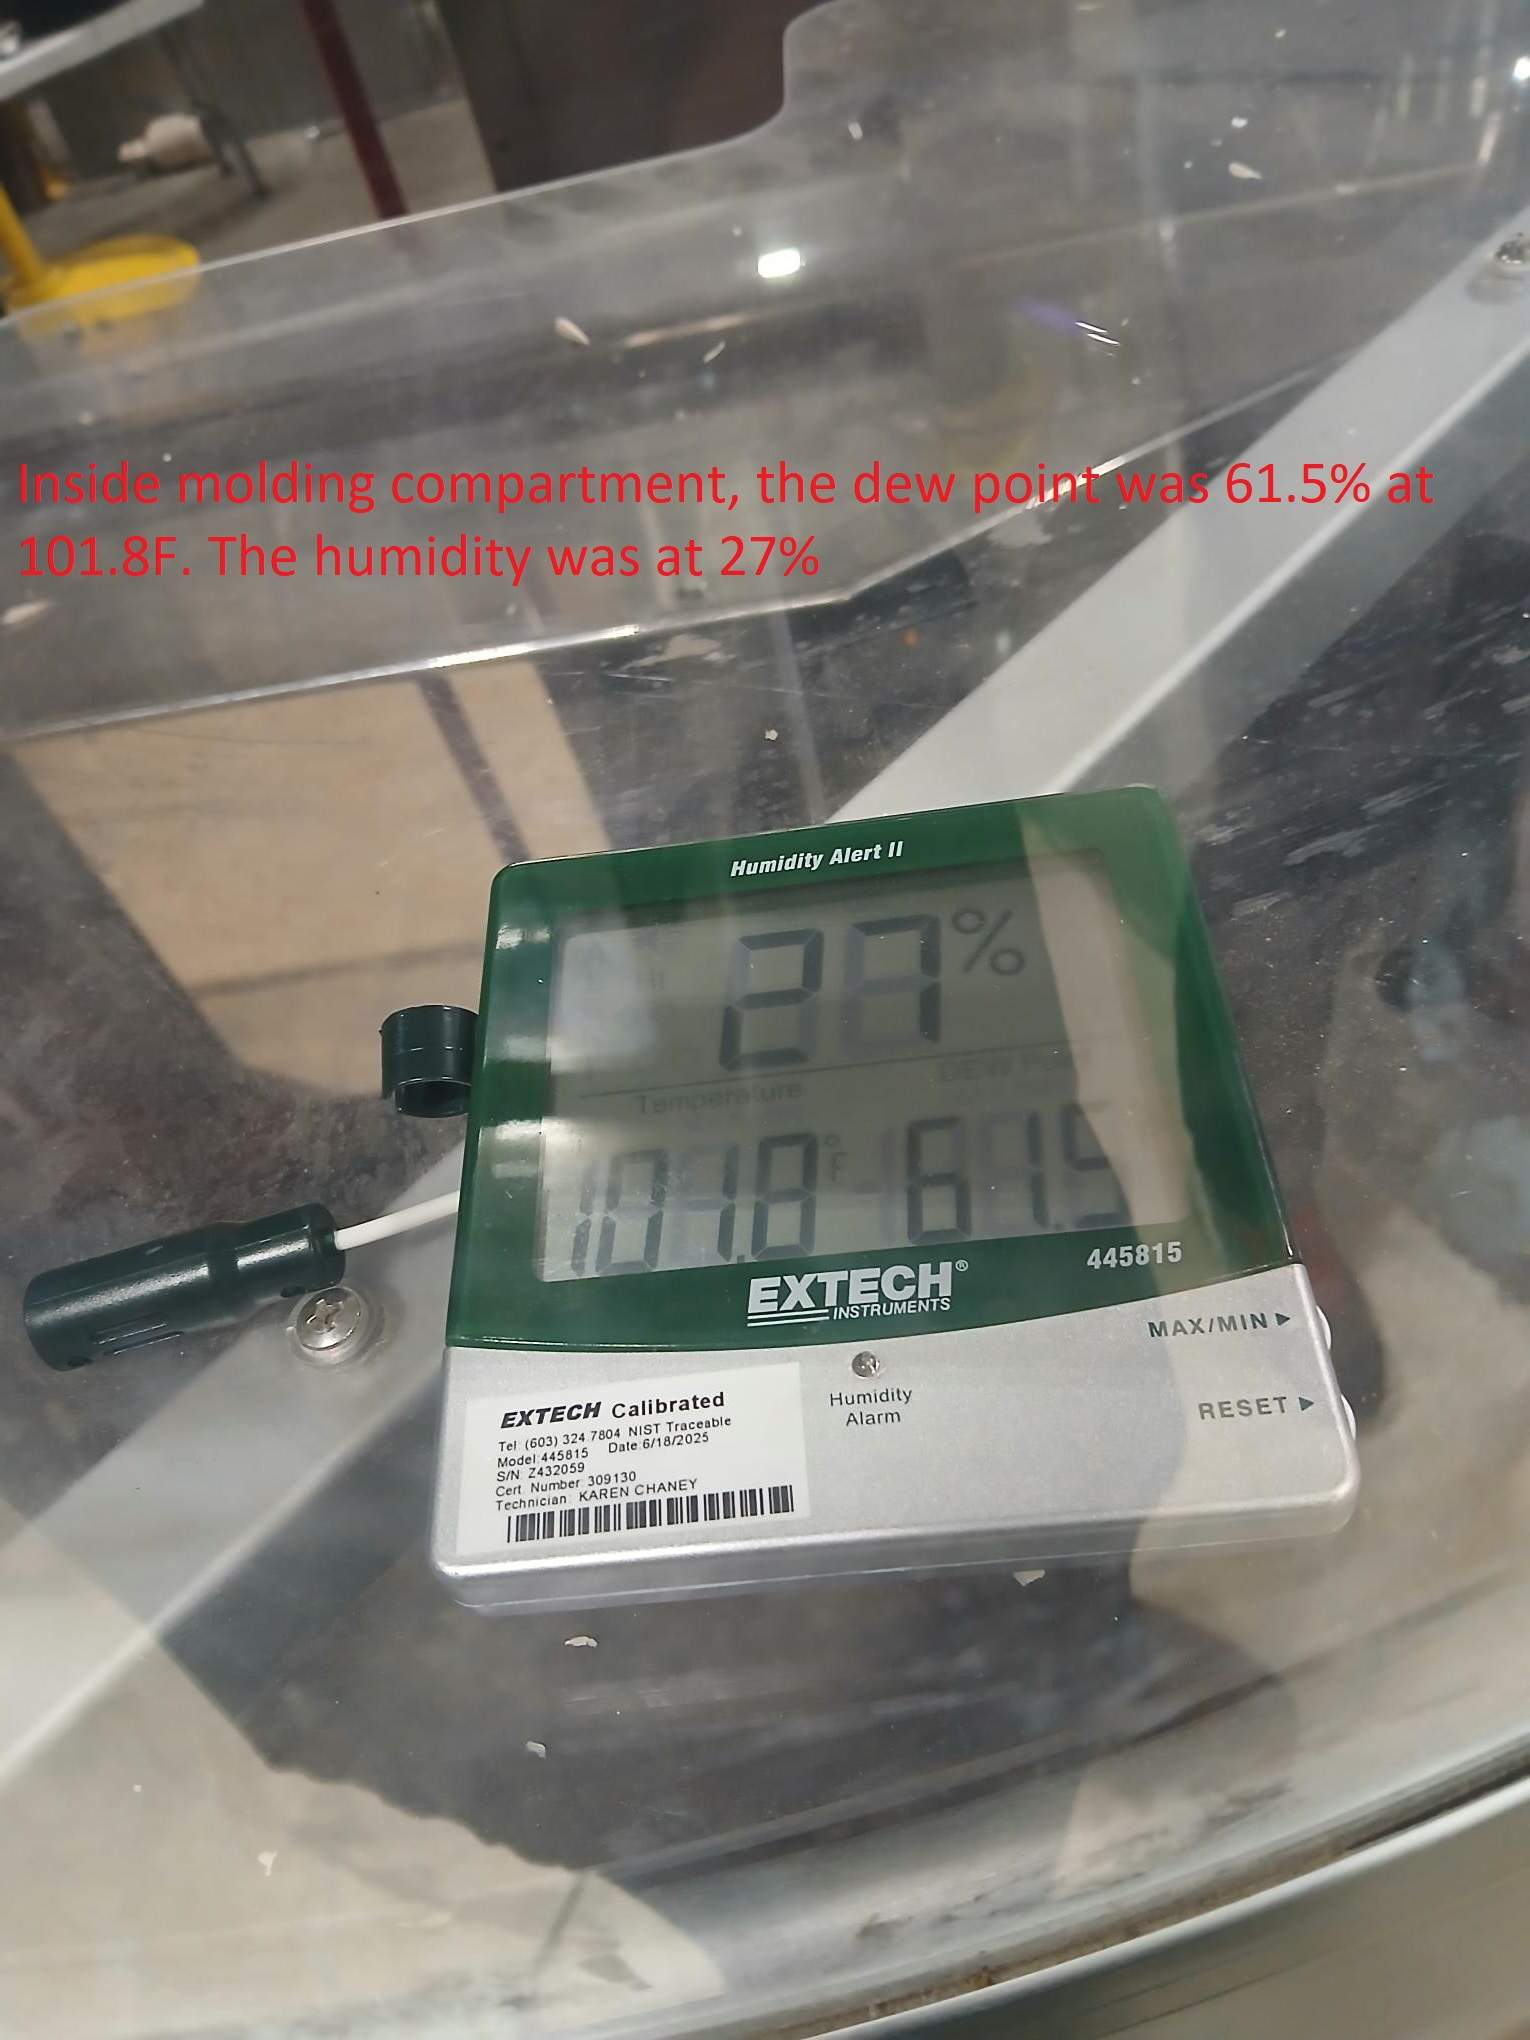 Inside molding compartment, the dew point was 61.5% at
101.8F. The humidity was at 27%
Humidity Alert II
27%
Temperature DEW
101.8°F 61.5
EXTECH®
INSTRUMENTS
445815
MAX/MIN ▶
RESET ▶
Humidity
Alarm
EXTECH Calibrated
Tel: (603) 324.7804 NIST Traceable
Model:445815 Date:6/18/2025
S/N: Z432059
Cert. Number: 309130
Technician: KAREN CHANEY